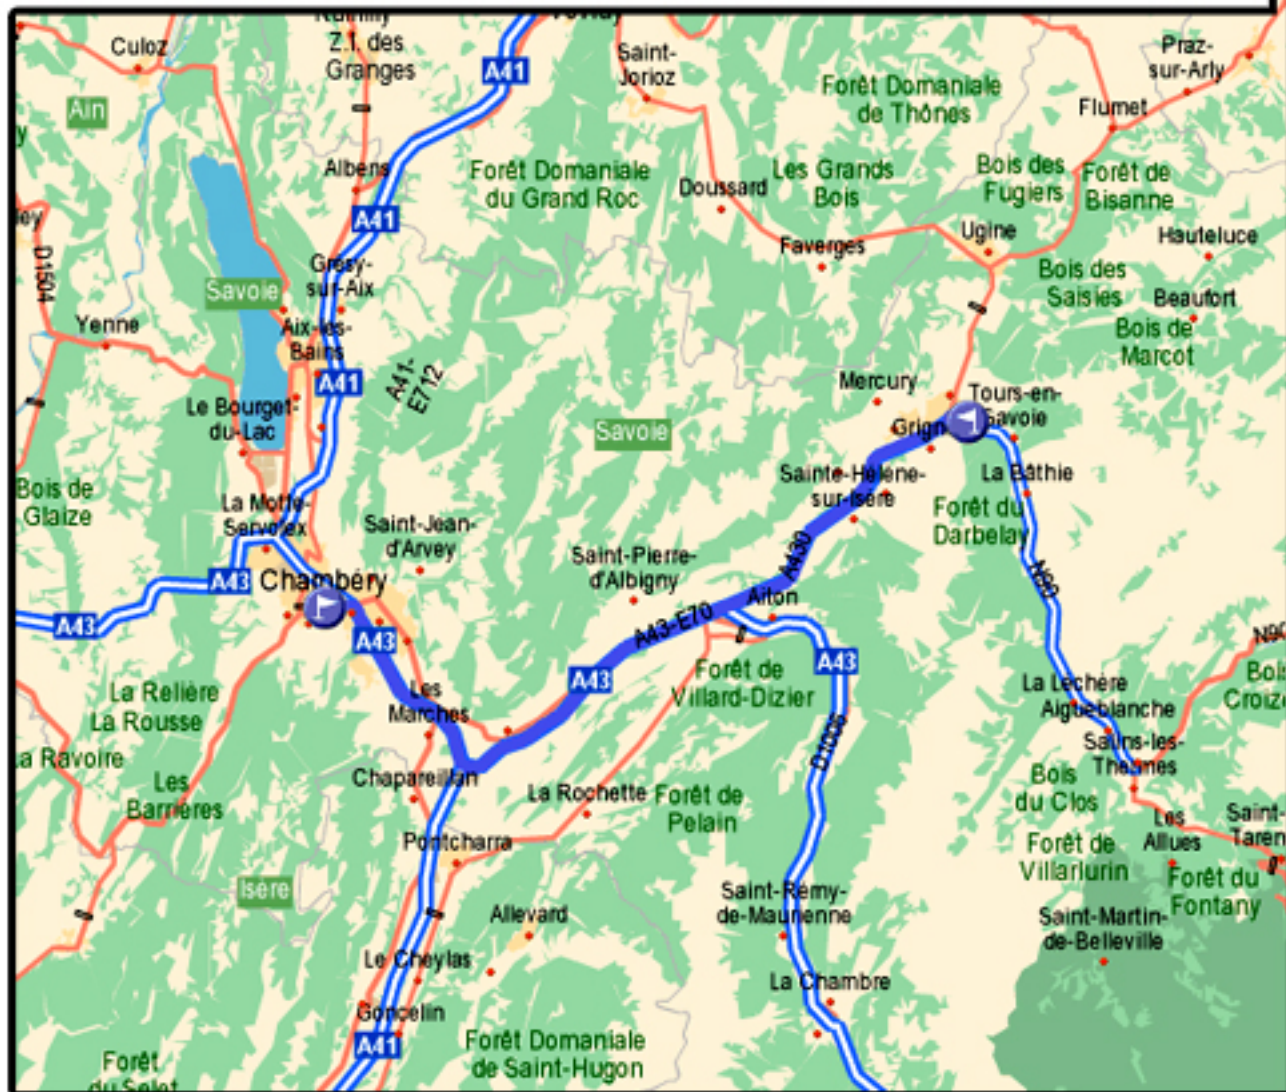 Z.I. des
Granges
Culoz
A41
Saint-
Jorioz
Praz-
sur-Arly
Forêt Domaniale
de Thônes
Flumet
Ain
Albens
Forêt Domaniale
du Grand Roc
Doussard
Les Grands
Bois
Bois des
Fugiers
Forêt de
Bisanne
A41
Faverges
Ugine
Hauteluce
D1504
Grésy-
sur-Aix
Savoie
Bois des
Saisies
Beaufort
Yenne
Aix-les-
Bains
Bois de
Marcot
A41
A41-
E712
Mercury
Tours-en-
Savoie
Le Bourget-
du-Lac
Savoie
Grign
Sainte-Hélène-
sur-Isère
La Bâthie
Bois de
Glaize
La Motte-
Servolex
Saint-Jean-
d'Arvey
Forêt du
Darbelay
Saint-Pierre-
d'Albigny
A430
N90
A43
Chambéry
Aiton
A43
A43
A43-E70
N90
A43
A43
Forêt de
Villard-Dizier
La Relière
La Rousse
Les
Marches
La Léchère
Aigueblanche
D1006
La Ravoire
Les
Barrières
Chapareillan
Salins-les-
Thermes
La Rochette
Forêt de
Pelain
Bois
du Clos
Les
Allues
Saint-
Taren
Pontcharra
Forêt de
Villarlurin
Isère
Forêt du
Fontany
Saint-Rémy-
de-Maurienne
Allevard
Saint-Martin-
de-Belleville
Le Cheylas
La Chambre
Goncelin
A41
Forêt Domaniale
de Saint-Hugon
Forêt
du Selet